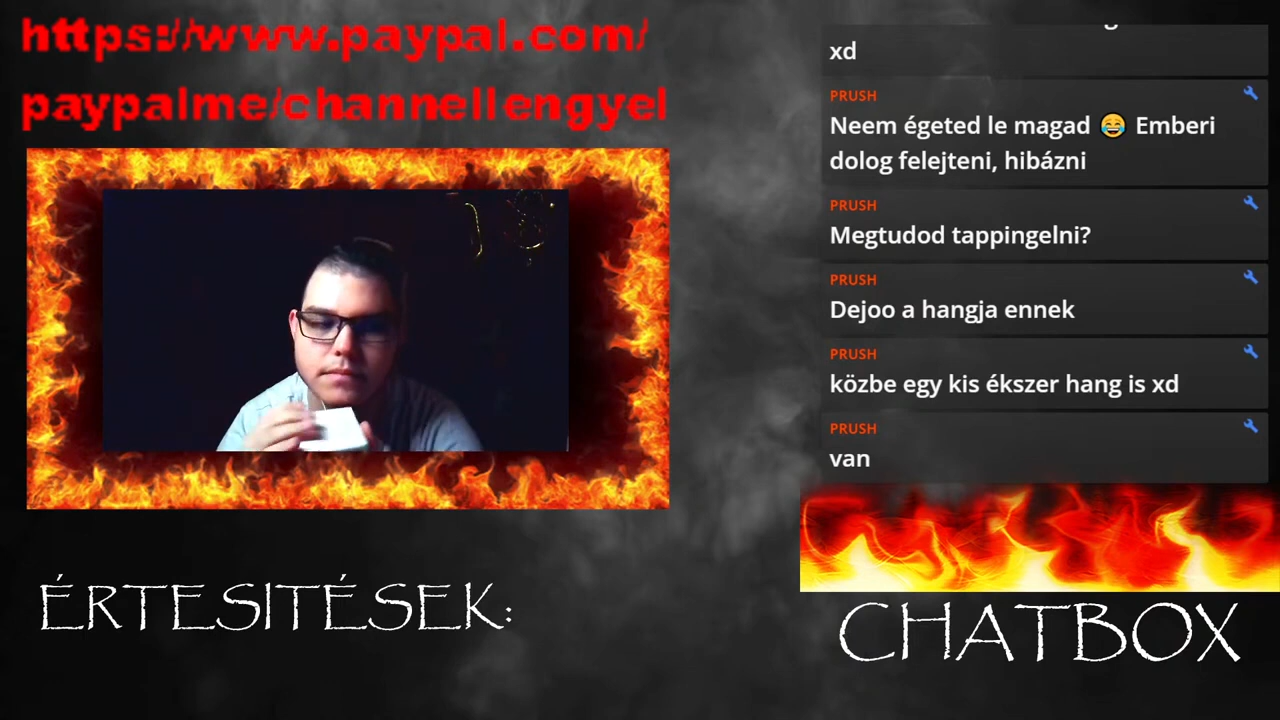 https://www.paypal.com/
paypalme/channellengyel
xd
PRUSH
Neem égeted le magad 😂 Emberi
dolog felejteni, hibázni
PRUSH
Megtudod tappingelni?
PRUSH
Dejoo a hangja ennek
PRUSH
közbe egy kis ékszer hang is xd
PRUSH
van
ÉRTESITÉSEK:
CHATBOX